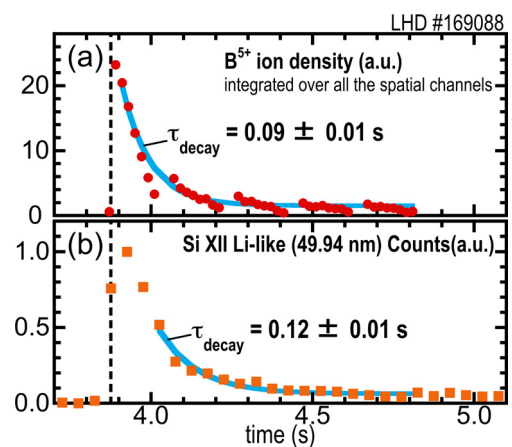 LHD #169088
(a)
B5+ ion density (a.u.)
integrated over all the spatial channels
τdecay = 0.09 ± 0.01 s
20
10
0
(b)
Si XII Li-like (49.94 nm) Counts(a.u.)
τdecay = 0.12 ± 0.01 s
1.0
0.5
0.0
4.0 4.5 5.0
time (s)